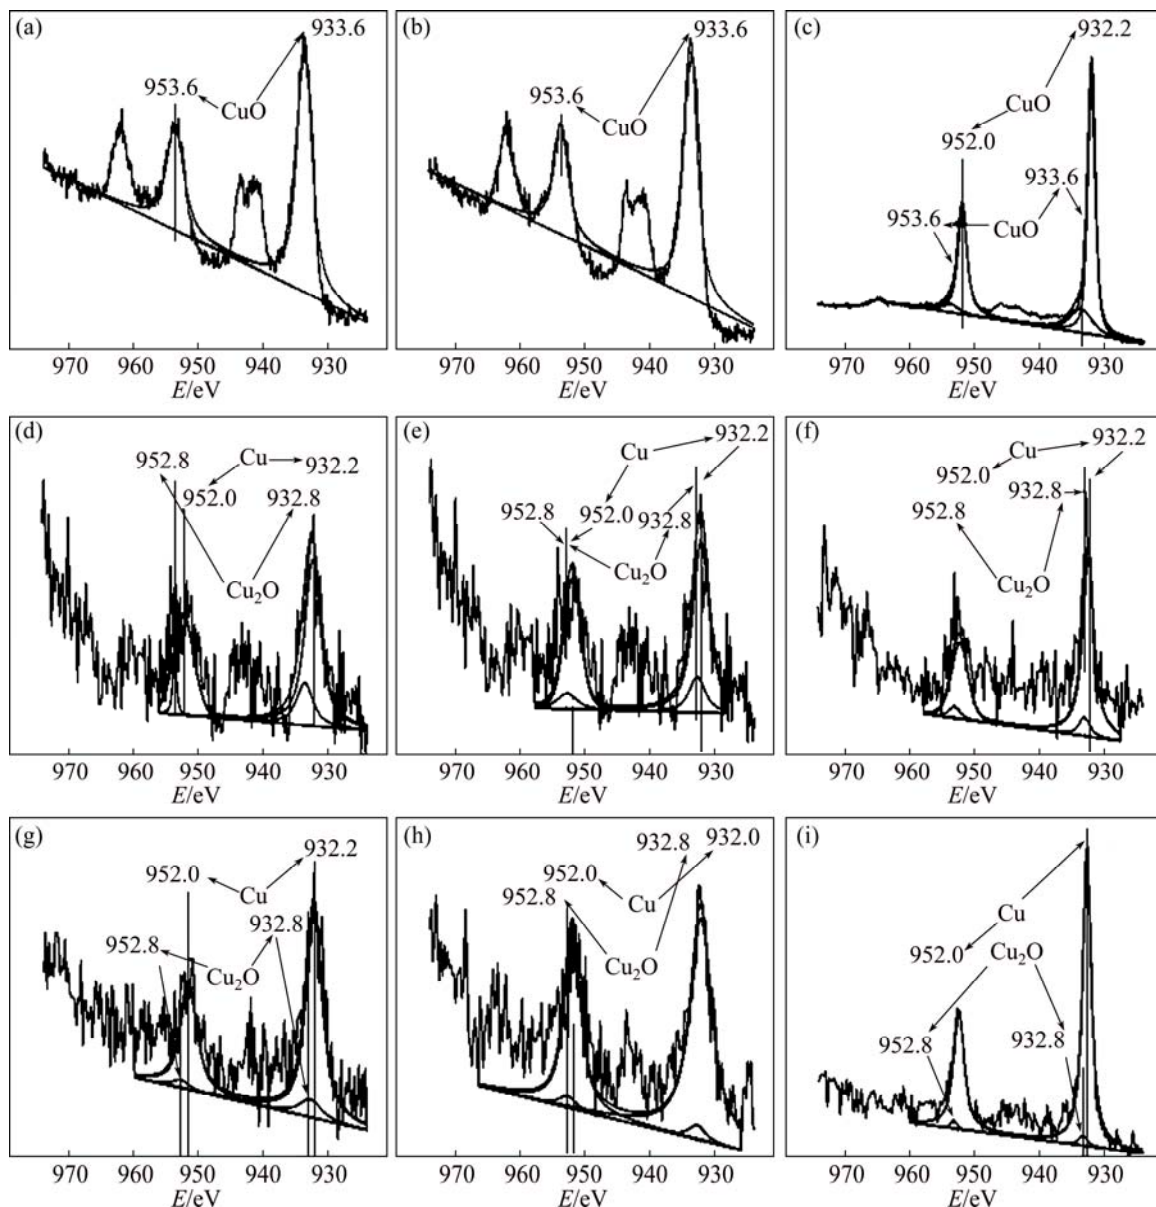 (a) 933.6
953.6 CuO
970 960 950 940 930
E/eV
(b) 933.6
953.6 CuO
970 960 950 940 930
E/eV
(c) 932.2
CuO
952.0
933.6
953.6 CuO
970 960 950 940 930
E/eV
(d) Cu
952.8 932.2
952.0 932.8
Cu2O
970 960 950 940 930
E/eV
(e) 932.2
Cu
952.8 952.0 932.8
Cu2O
970 960 950 940 930
E/eV
(f) 932.2
Cu
952.0
932.8
952.8
Cu2O
970 960 950 940 930
E/eV
(g) 932.2
952.0 Cu
952.8 932.8
Cu2O
970 960 950 940 930
E/eV
(h) 932.8 932.0
952.0 Cu
952.8
Cu2O
970 960 950 940 930
E/eV
(i)
Cu
952.0 Cu2O
952.8 932.8
970 960 950 940 930
E/eV